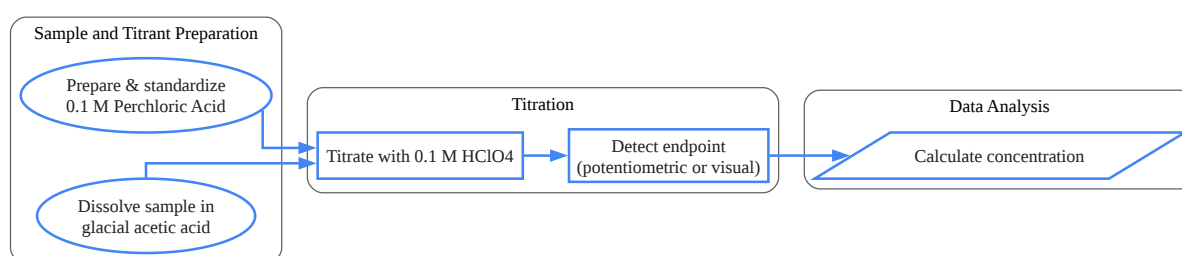 Sample and Titrant Preparation
Prepare & standardize
0.1 M Perchloric Acid
Dissolve sample in
glacial acetic acid
Titration
Titrate with 0.1 M HClO4
Detect endpoint
(potentiometric or visual)
Data Analysis
Calculate concentration